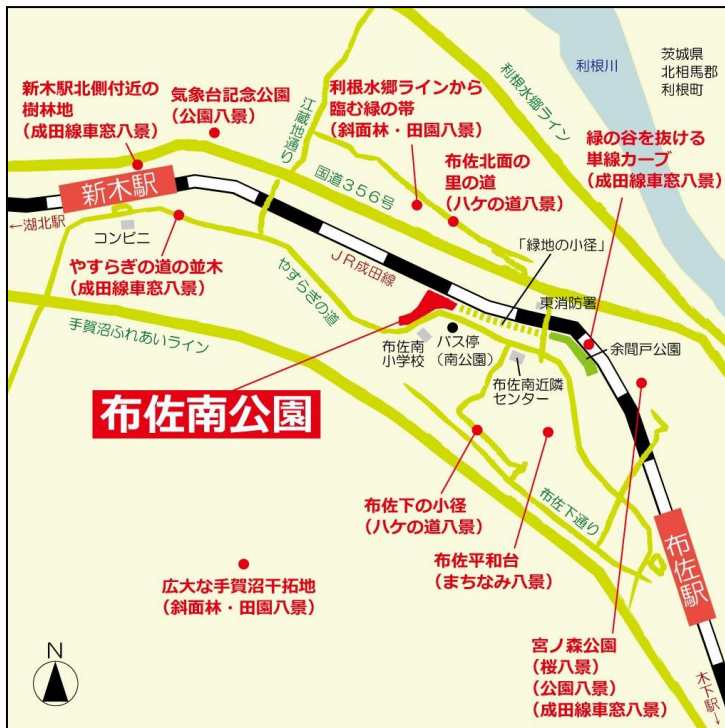 新木駅北側付近の
樹林地
(成田線車窓八景)
気象台記念公園
(公園八景)
江蔵地通り
利根水郷ラインから
臨む緑の帯
(斜面林・田園八景)
利根水郷ライン
利根川
茨城県
北相馬郡
利根町
布佐北面の
里の道
(ハケの道八景)
緑の谷を抜ける
単線カーブ
(成田線車窓八景)
新木駅
国道356号
←湖北駅
コンビニ
JR成田線
「緑地の小径」
やすらぎの道の並木
(成田線車窓八景)
やすらぎの道
東消防署
手賀沼ふれあいライン
布佐南
小学校
バス停
(南公園)
余間戸公園
布佐南近隣
センター
布佐南公園
布佐下の小径
(ハケの道八景)
布佐下通り
布佐平和台
(まちなみ八景)
布佐駅
広大な手賀沼干拓地
(斜面林・田園八景)
宮ノ森公園
(桜八景)
(公園八景)
(成田線車窓八景)
木下駅→
N